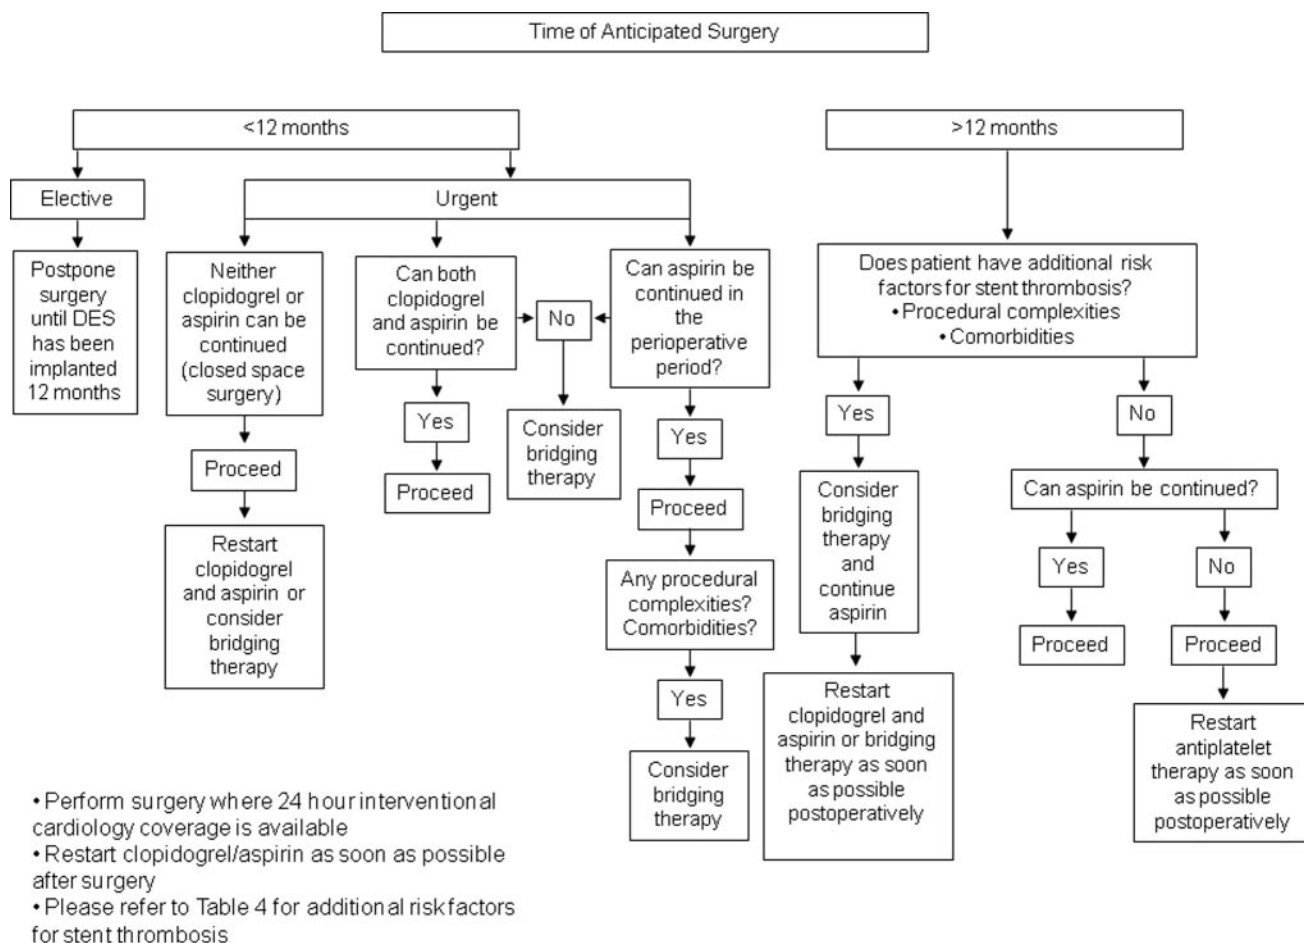 Time of Anticipated Surgery
<12 months
>12 months
Elective
Urgent
Postpone
surgery
until DES
has been
implanted
12 months
Neither
clopidogrel or
aspirin can be
continued
(closed space
surgery)
Proceed
Restart
clopidogrel
and aspirin or
consider
bridging
therapy
Can both
clopidogrel
and aspirin be
continued?
Yes
Proceed
No
Consider
bridging
therapy
Can aspirin be
continued in
the
perioperative
period?
Yes
Proceed
Any procedural
complexities?
Comorbidities?
Yes
Consider
bridging
therapy
Does patient have additional risk
factors for stent thrombosis?
• Procedural complexities
• Comorbidities
Yes
Consider
bridging
therapy
and
continue
aspirin
Restart
clopidogrel and
aspirin or bridging
therapy as soon
as possible
postoperatively
No
Can aspirin be continued?
Yes
Proceed
No
Proceed
Restart
antiplatelet
therapy as soon
as possible
postoperatively
• Perform surgery where 24 hour interventional
cardiology coverage is available
• Restart clopidogrel/aspirin as soon as possible
after surgery
• Please refer to Table 4 for additional risk factors
for stent thrombosis